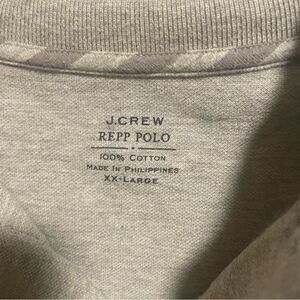 J.CREW
REPP POLO
100% COTTON
MADE IN PHILIPPINES
XX-LARGE